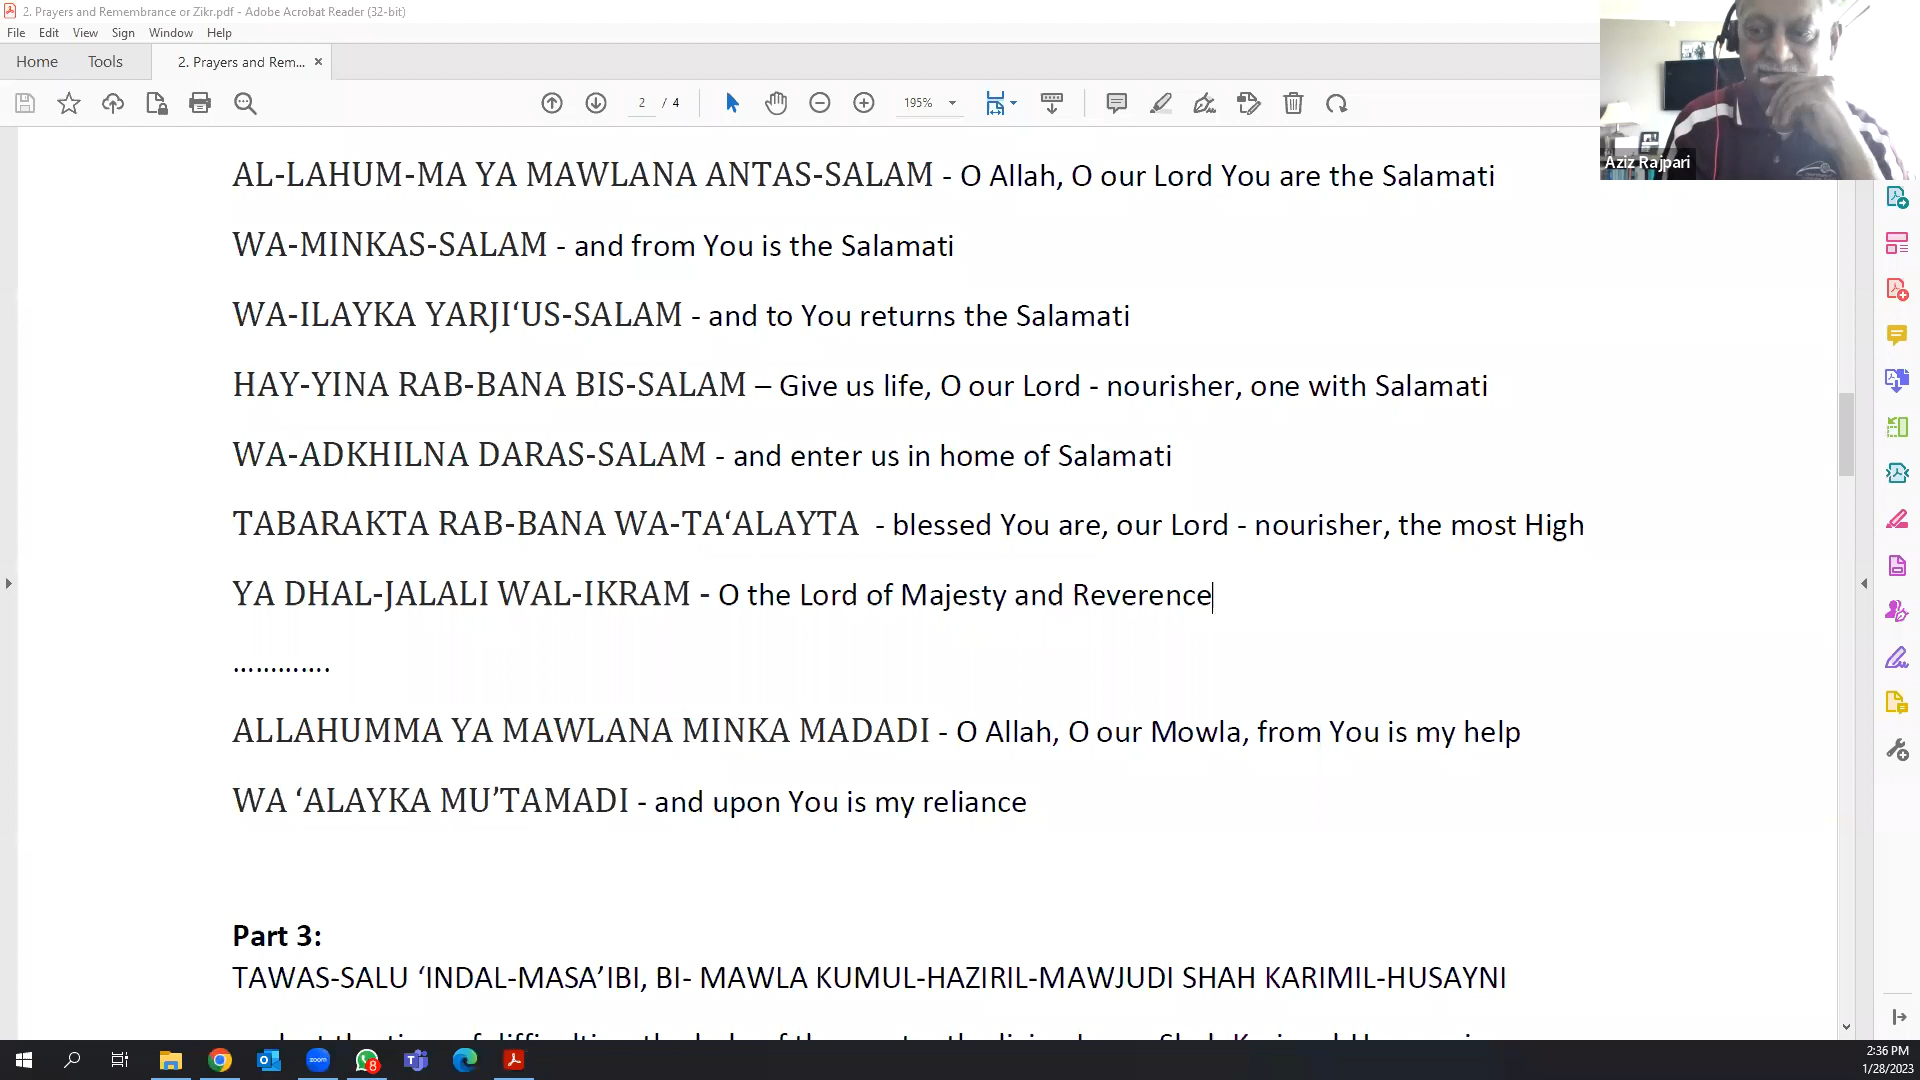 2. Prayers and Remembrance or Zikr.pdf - Adobe Acrobat Reader (32-bit)
File Edit View Sign Window Help
Home Tools 2. Prayers and Rem... ×
2 / 4 195%
Aziz Rajpari
AL-LAHUM-MA YA MAWLANA ANTAS-SALAM - O Allah, O our Lord You are the Salamati
WA-MINKAS-SALAM - and from You is the Salamati
WA-ILAYKA YARJI‘US-SALAM - and to You returns the Salamati
HAY-YINA RAB-BANA BIS-SALAM – Give us life, O our Lord - nourisher, one with Salamati
WA-ADKHILNA DARAS-SALAM - and enter us in home of Salamati
TABARAKTA RAB-BANA WA-TA‘ALAYTA - blessed You are, our Lord - nourisher, the most High
YA DHAL-JALALI WAL-IKRAM - O the Lord of Majesty and Reverence
.............
ALLAHUMMA YA MAWLANA MINKA MADADI - O Allah, O our Mowla, from You is my help
WA ‘ALAYKA MU’TAMADI - and upon You is my reliance
Part 3:
TAWAS-SALU ‘INDAL-MASA’IBI, BI- MAWLA KUMUL-HAZIRIL-MAWJUDI SHAH KARIMIL-HUSAYNI
zoom 8
2:36 PM
1/28/2023